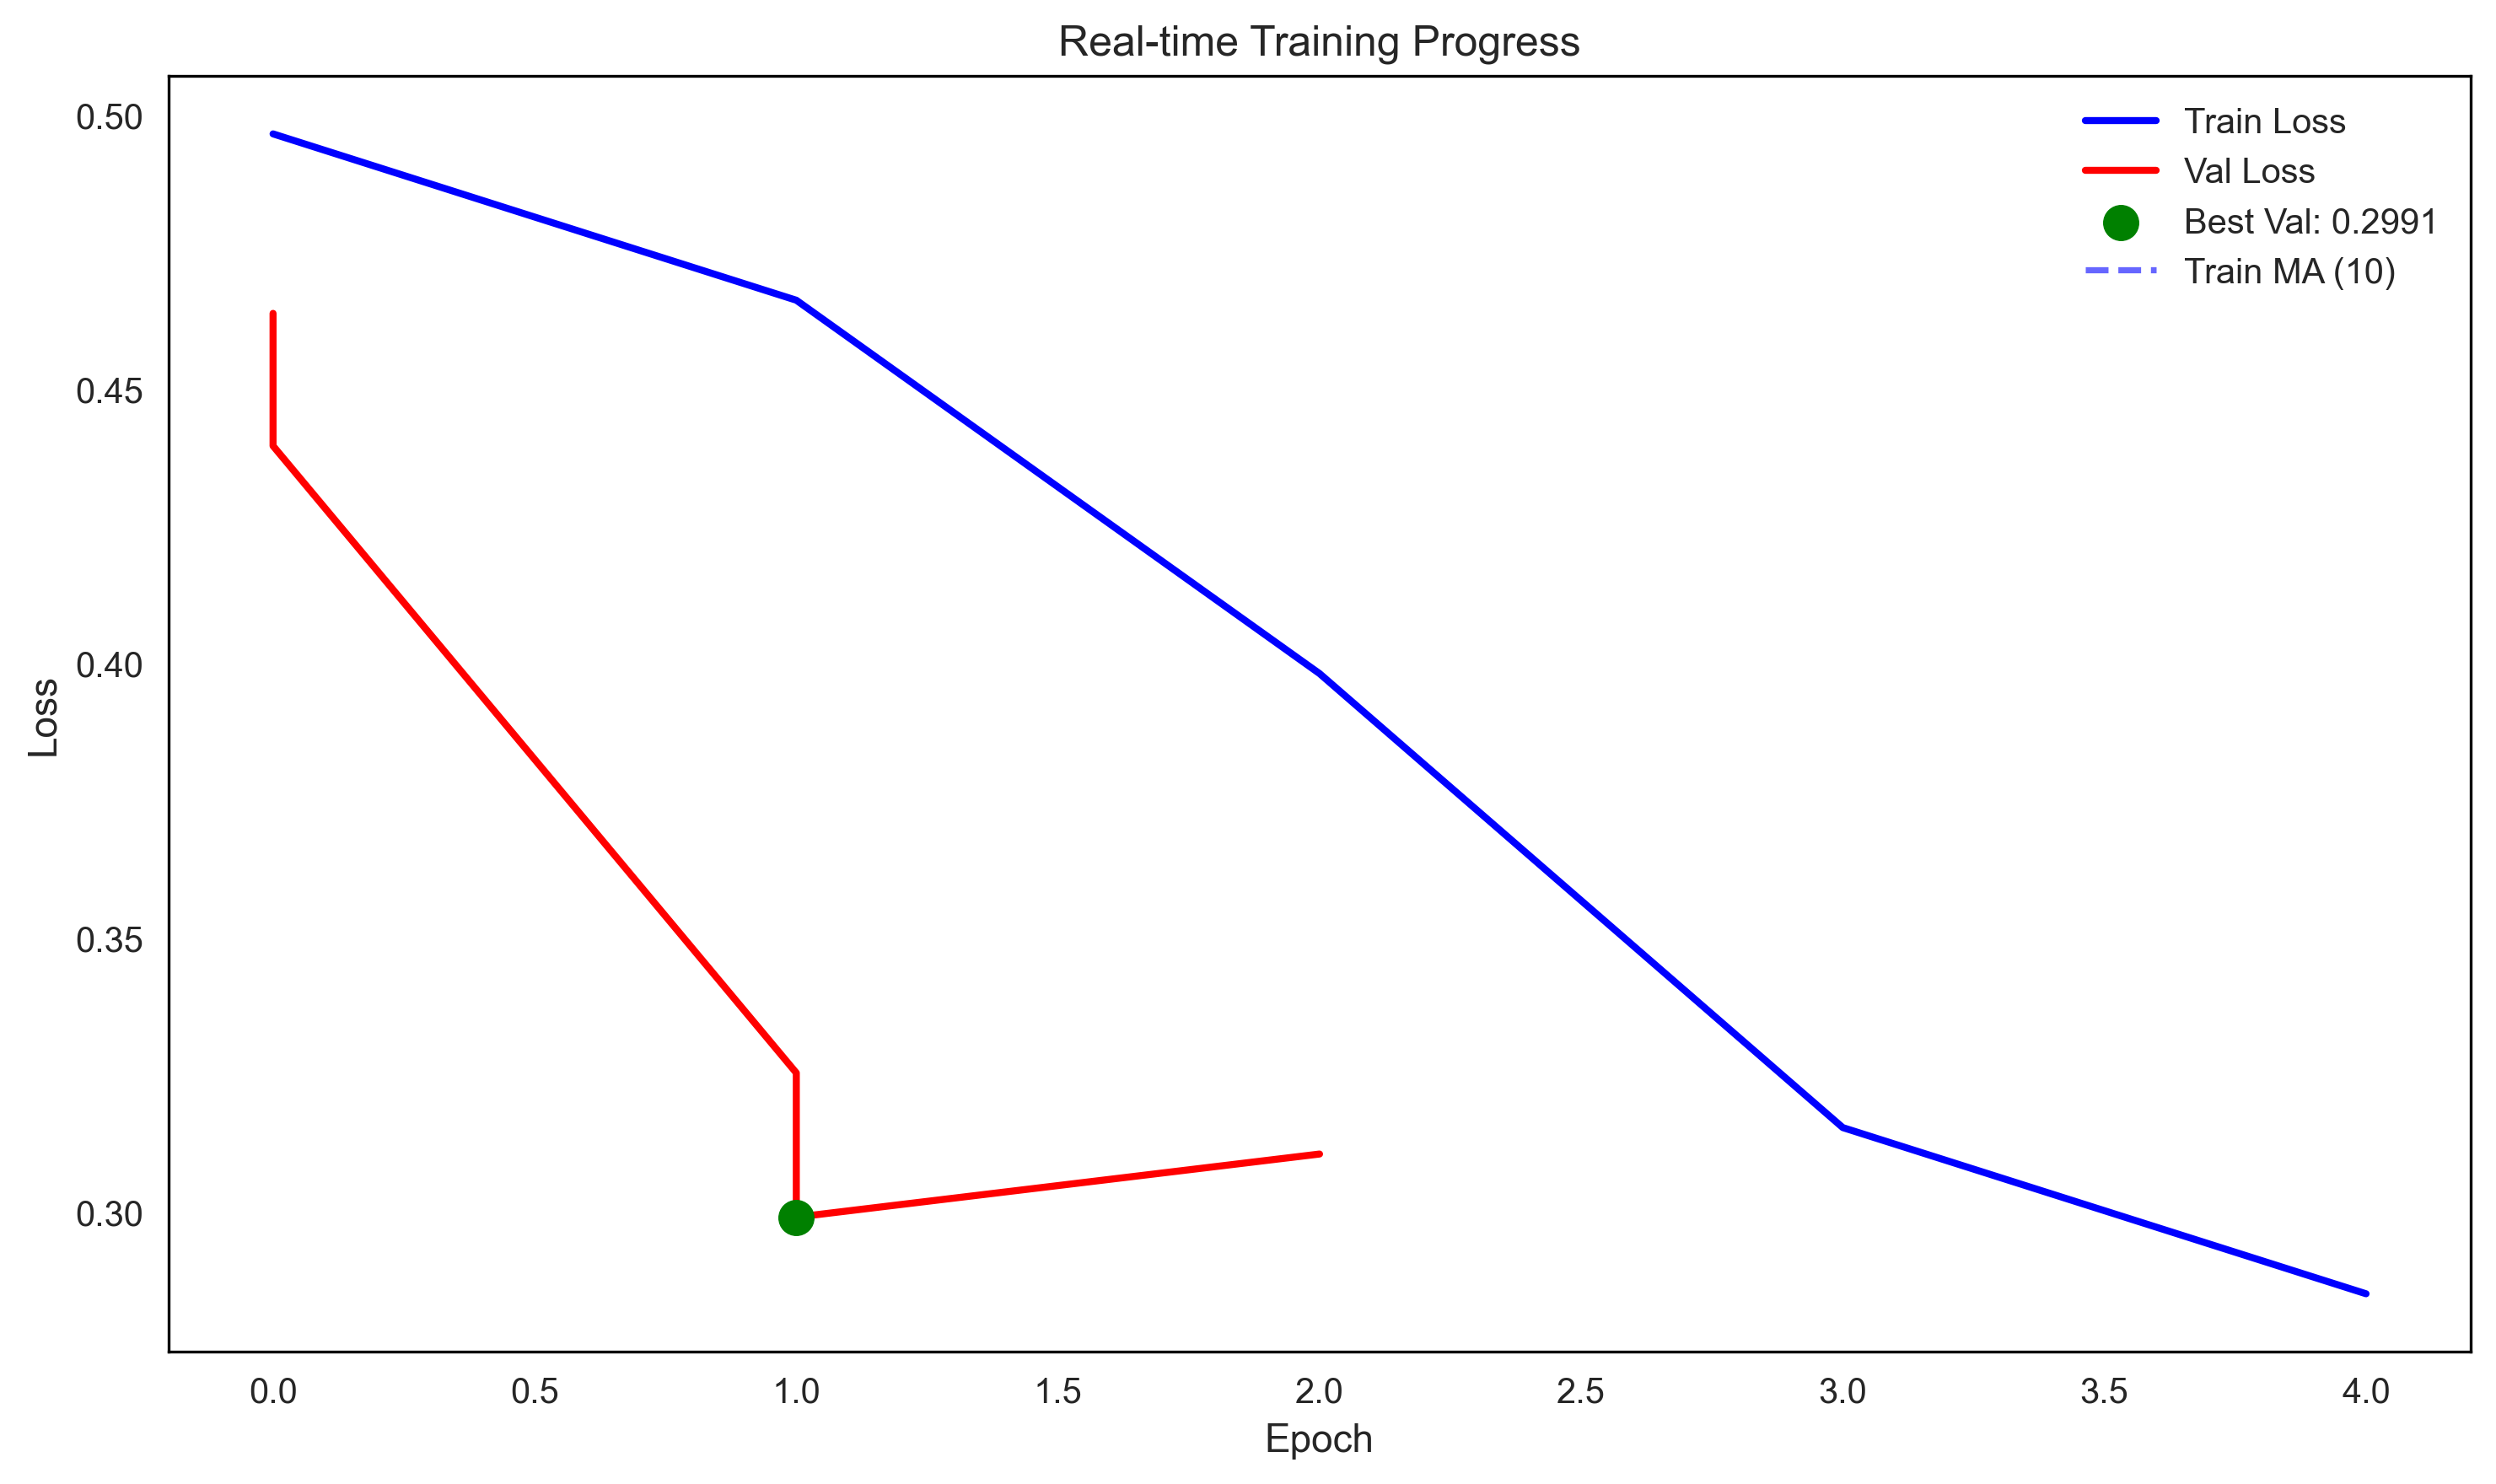 Real-time Training Progress
Train Loss
Val Loss
Best Val: 0.2991
Train MA (10)
0.50
0.45
0.40
0.35
0.30
Loss
0.0 0.5 1.0 1.5 2.0 2.5 3.0 3.5 4.0
Epoch